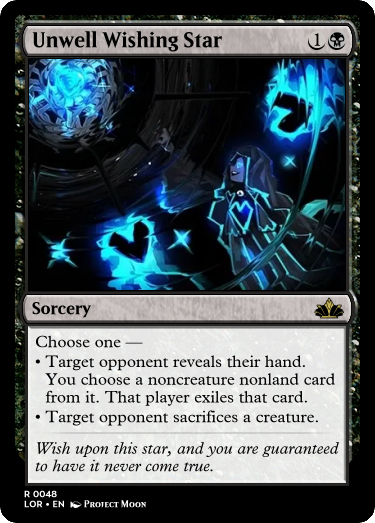 Unwell Wishing Star 1
Sorcery
Choose one —
• Target opponent reveals their hand.
You choose a noncreature nonland card
from it. That player exiles that card.
• Target opponent sacrifices a creature.
Wish upon this star, and you are guaranteed
to have it never come true.
R 0048
LOR • EN Protect Moon